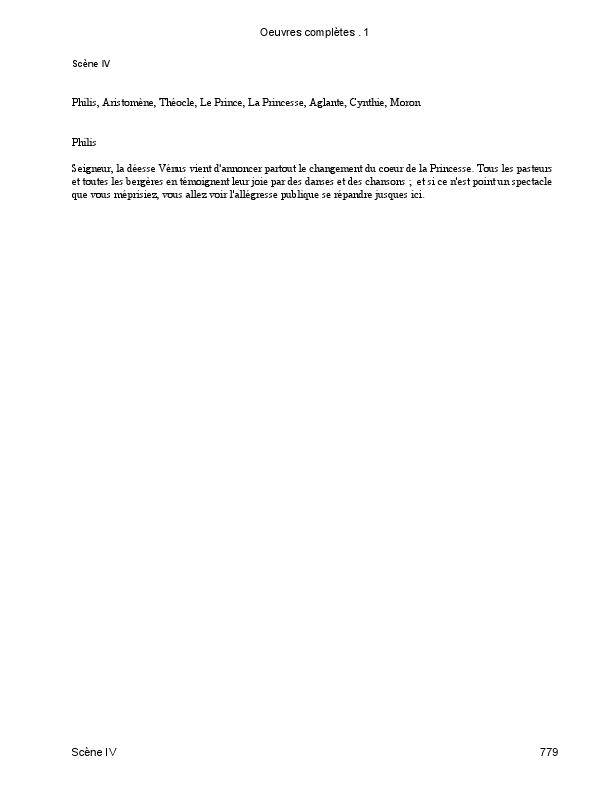 Oeuvres complètes . 1
Scène IV
Philis, Aristomène, Théocle, Le Prince, La Princesse, Aglante, Cynthie, Moron
Philis
Seigneur, la déesse Vénus vient d'annoncer partout le changement du coeur de la Princesse. Tous les pasteurs
et toutes les bergères en témoignent leur joie par des danses et des chansons ; et si ce n'est point un spectacle
que vous méprisiez, vous allez voir l'allégresse publique se répandre jusques ici.
Scène IV 779